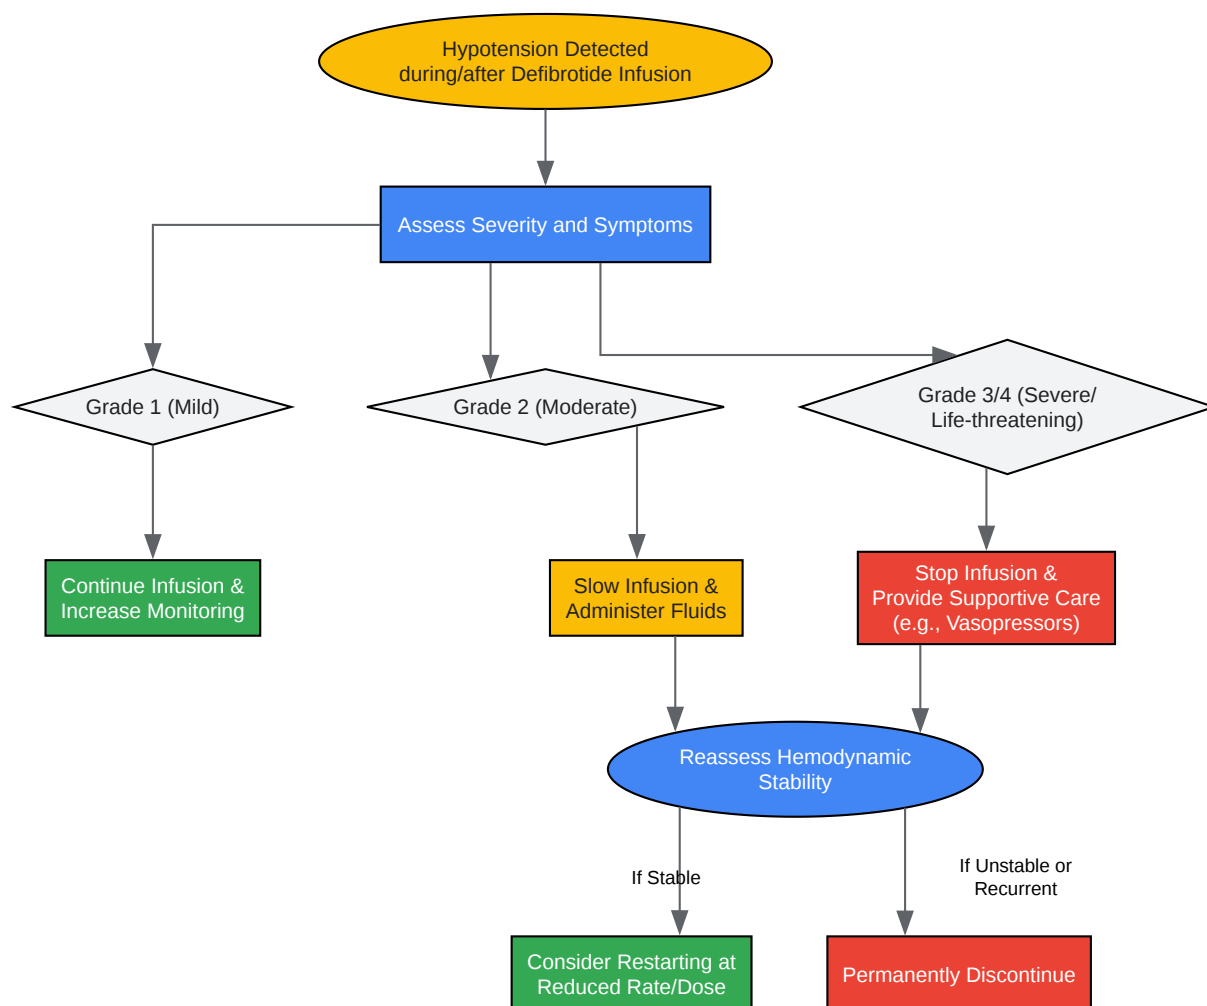 Hypotension Detected
during/after Defibrotide Infusion
Assess Severity and Symptoms
Grade 1 (Mild)
Grade 2 (Moderate)
Grade 3/4 (Severe/
Life-threatening)
Continue Infusion &
Increase Monitoring
Slow Infusion &
Administer Fluids
Stop Infusion &
Provide Supportive Care
(e.g., Vasopressors)
Reassess Hemodynamic
Stability
If Stable
If Unstable or
Recurrent
Consider Restarting at
Reduced Rate/Dose
Permanently Discontinue